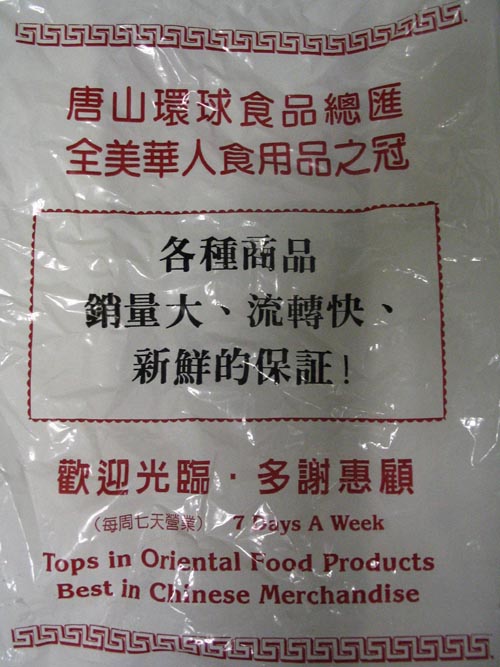 唐山環球食品總匯
全美華人食用品之冠
各種商品
銷量大、流轉快、
新鮮的保証!
歡迎光臨・多謝惠顧
(每周七天營業) 7 Days A Week
Tops in Oriental Food Products
Best in Chinese Merchandise